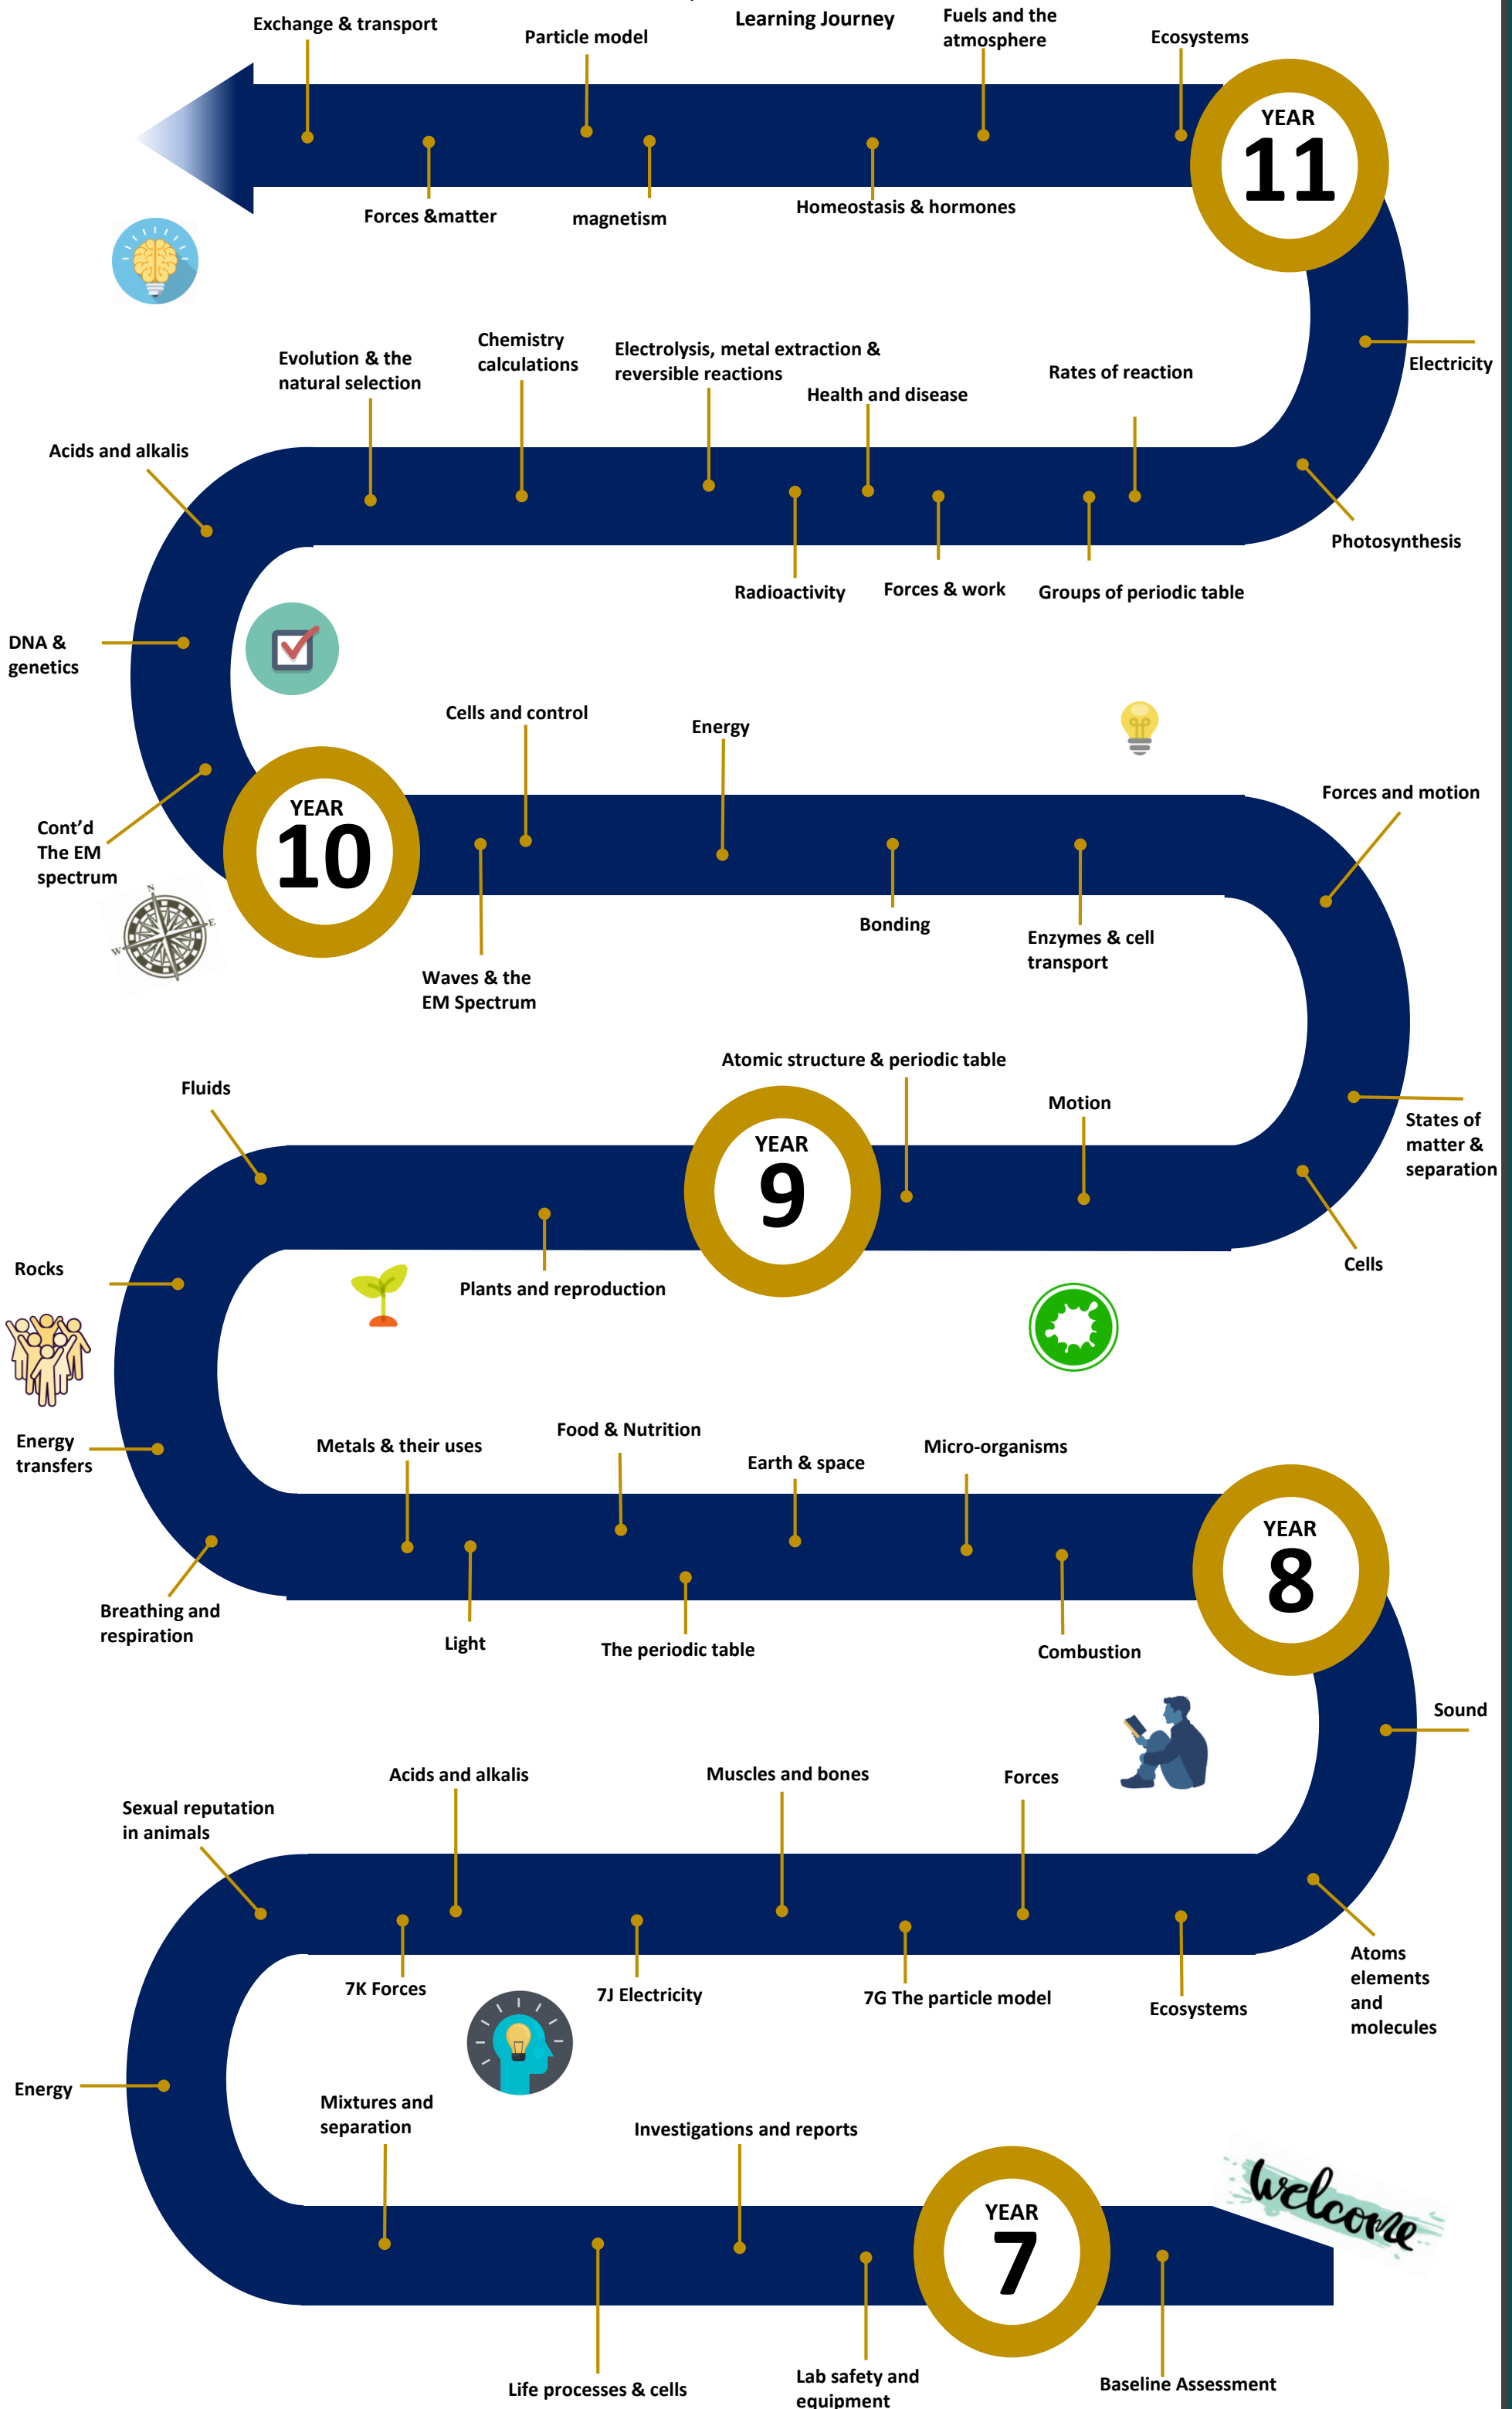 Learning Journey
Exchange & transport
Particle model
Fuels and the
atmosphere
Ecosystems
YEAR
11
Forces &matter
magnetism
Homeostasis & hormones
Electricity
Evolution & the
natural selection
Chemistry
calculations
Electrolysis, metal extraction &
reversible reactions
Health and disease
Rates of reaction
Acids and alkalis
Photosynthesis
Radioactivity
Forces & work
Groups of periodic table
DNA &
genetics
Cells and control
Energy
Forces and motion
Cont’d
The EM
spectrum
YEAR
10
N
E
W
Bonding
Enzymes & cell
transport
Waves & the
EM Spectrum
Atomic structure & periodic table
Motion
Fluids
YEAR
9
States of
matter &
separation
Cells
Rocks
Plants and reproduction
Energy
transfers
Metals & their uses
Food & Nutrition
Earth & space
Micro-organisms
YEAR
8
Breathing and
respiration
Light
The periodic table
Combustion
Sound
Acids and alkalis
Muscles and bones
Forces
Sexual reputation
in animals
7K Forces
7J Electricity
7G The particle model
Ecosystems
Atoms
elements
and
molecules
Energy
Mixtures and
separation
Investigations and reports
welcome
YEAR
7
Life processes & cells
Lab safety and
equipment
Baseline Assessment